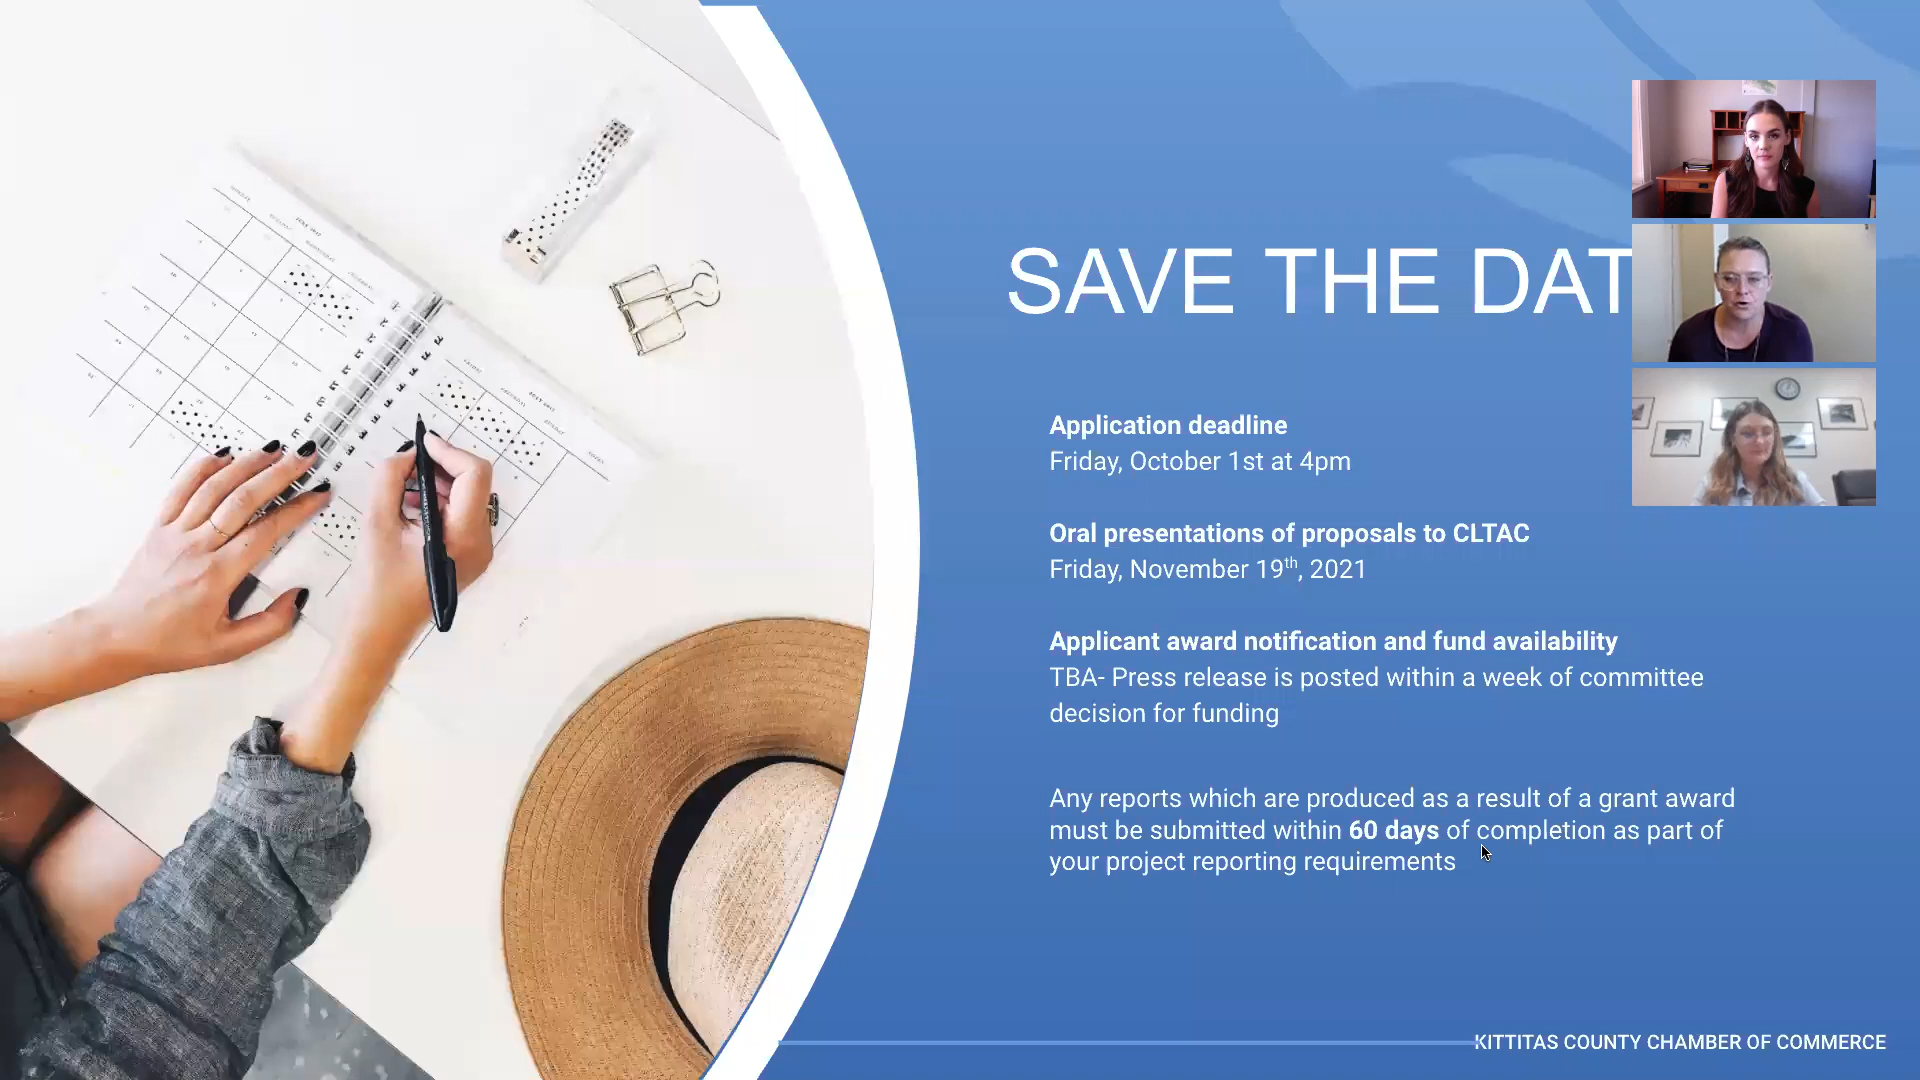 SAVE THE DAT
Application deadline
Friday, October 1st at 4pm
Oral presentations of proposals to CLTAC
Friday, November 19th, 2021
Applicant award notification and fund availability
TBA- Press release is posted within a week of committee
decision for funding
Any reports which are produced as a result of a grant award
must be submitted within 60 days of completion as part of
your project reporting requirements
KITTITAS COUNTY CHAMBER OF COMMERCE